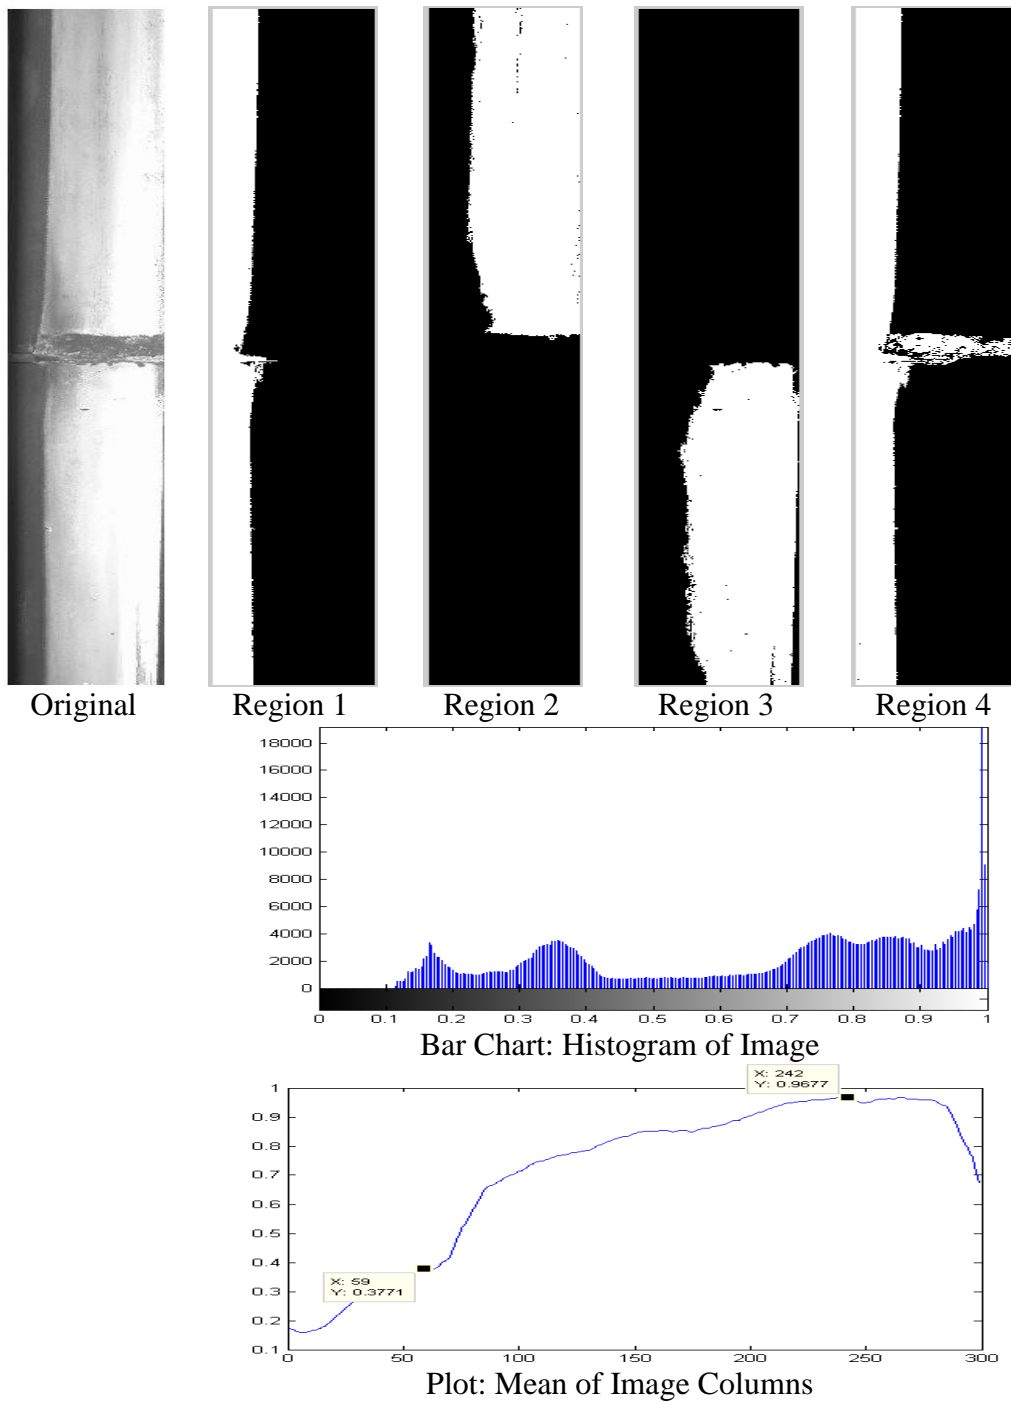 Original Region 1 Region 2 Region 3 Region 4
18000
16000
14000
12000
10000
8000
6000
4000
2000
0
0 0.1 0.2 0.3 0.4 0.5 0.6 0.7 0.8 0.9 1
Bar Chart: Histogram of Image
X: 242
Y: 0.9677
1
0.9
0.8
0.7
0.6
0.5
0.4
0.3
0.2
0.1
X: 59
Y: 0.3771
0 50 100 150 200 250 300
Plot: Mean of Image Columns